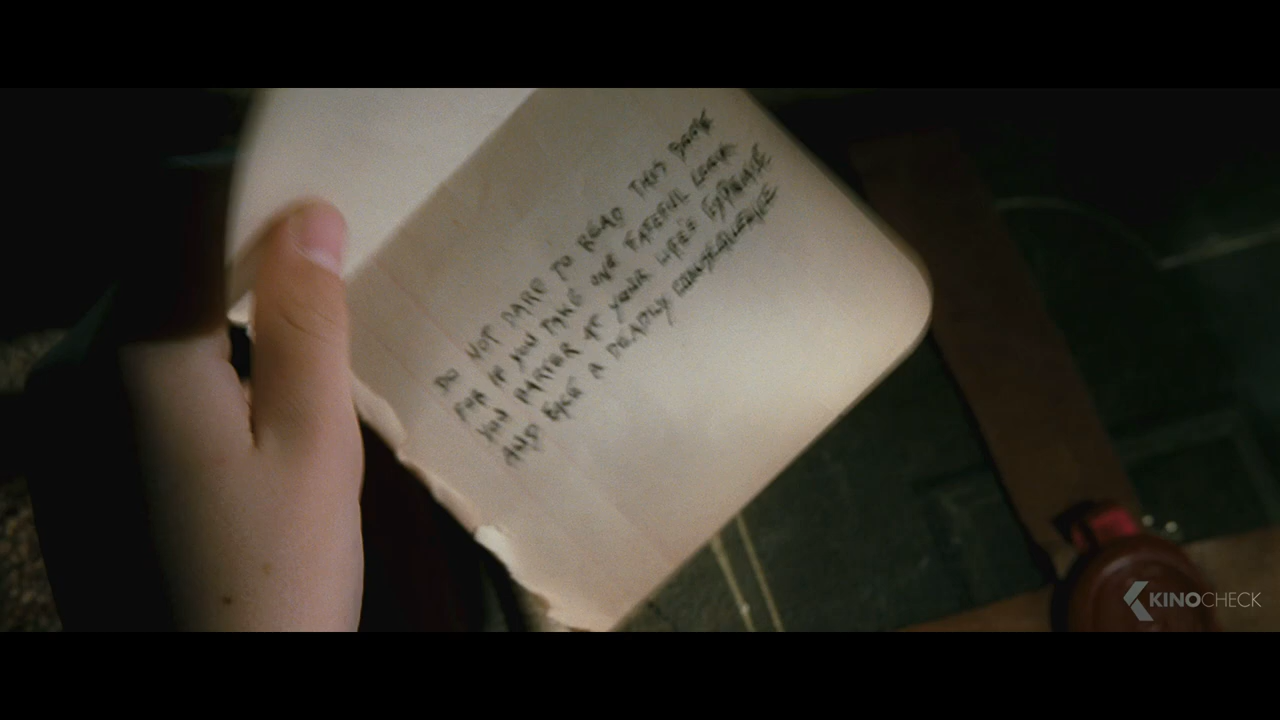 DO NOT DARE TO READ THIS BOOK
FOR IF YOU TAKE ONE FATEFUL LOOK
YOU BARTER AT YOUR LIFE'S EXPENSE
AND FACE A DEADLY CONSEQUENCE
KINOCHECK